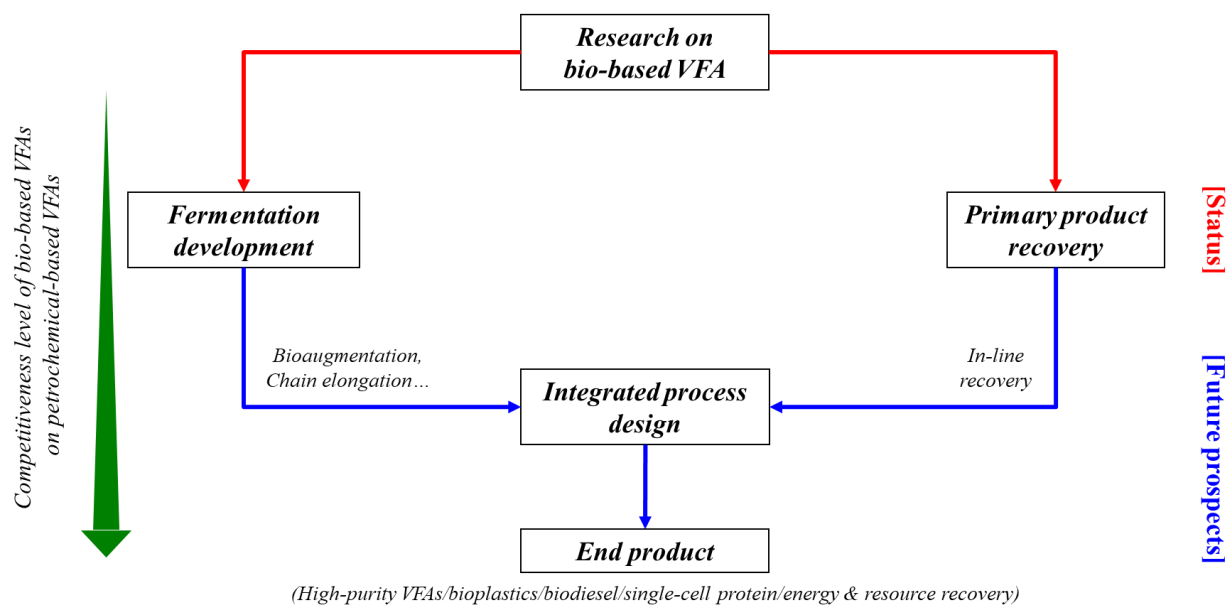 Research on
bio-based VFA
Competitiveness level of bio-based VFAs
on petrochemical-based VFAs
Fermentation
development
Primary product
recovery
[Status]
Bioaugmentation,
Chain elongation…
In-line
recovery
Integrated process
design
[Future prospects]
End product
(High-purity VFAs/bioplastics/biodiesel/single-cell protein/energy & resource recovery)